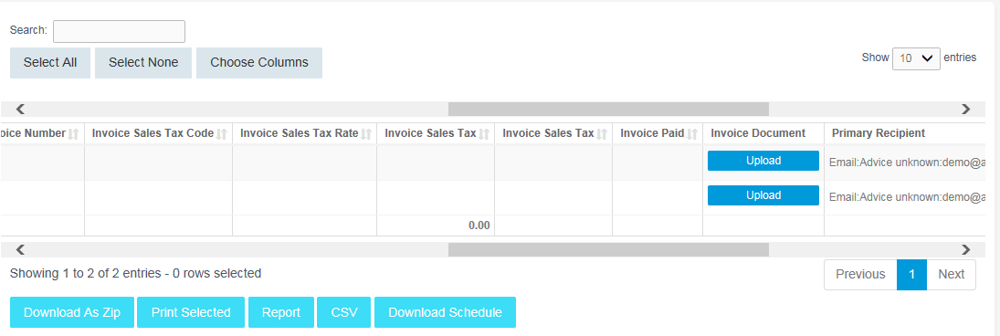 Search:
Select All Select None Choose Columns
Show 10 entries
oice Number Invoice Sales Tax Code Invoice Sales Tax Rate Invoice Sales Tax Invoice Sales Tax Invoice Paid Invoice Document Primary Recipient
Upload Email:Advice unknown:demo@a
Upload Email:Advice unknown:demo@a
0.00
Showing 1 to 2 of 2 entries - 0 rows selected
Previous 1 Next
Download As Zip Print Selected Report CSV Download Schedule